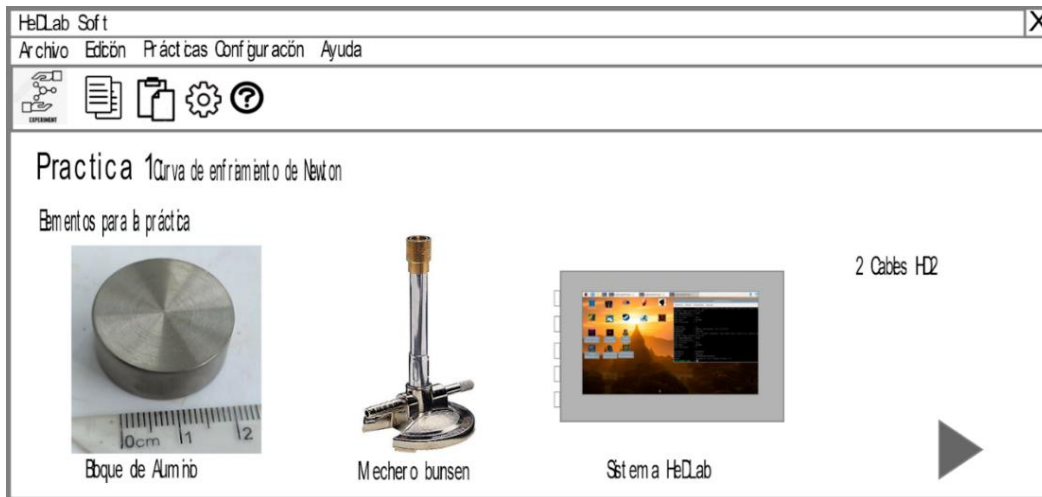 HeDLab Soft X
Archivo Edición Prácticas Configuración Ayuda
EXPERIMENT
Practica 1 Curva de enfriamiento de Newton
Elementos para la práctica
2 Cables HD2
0cm 1 2
Bloque de Aluminio Mechero bunsen Sistema HeDLab